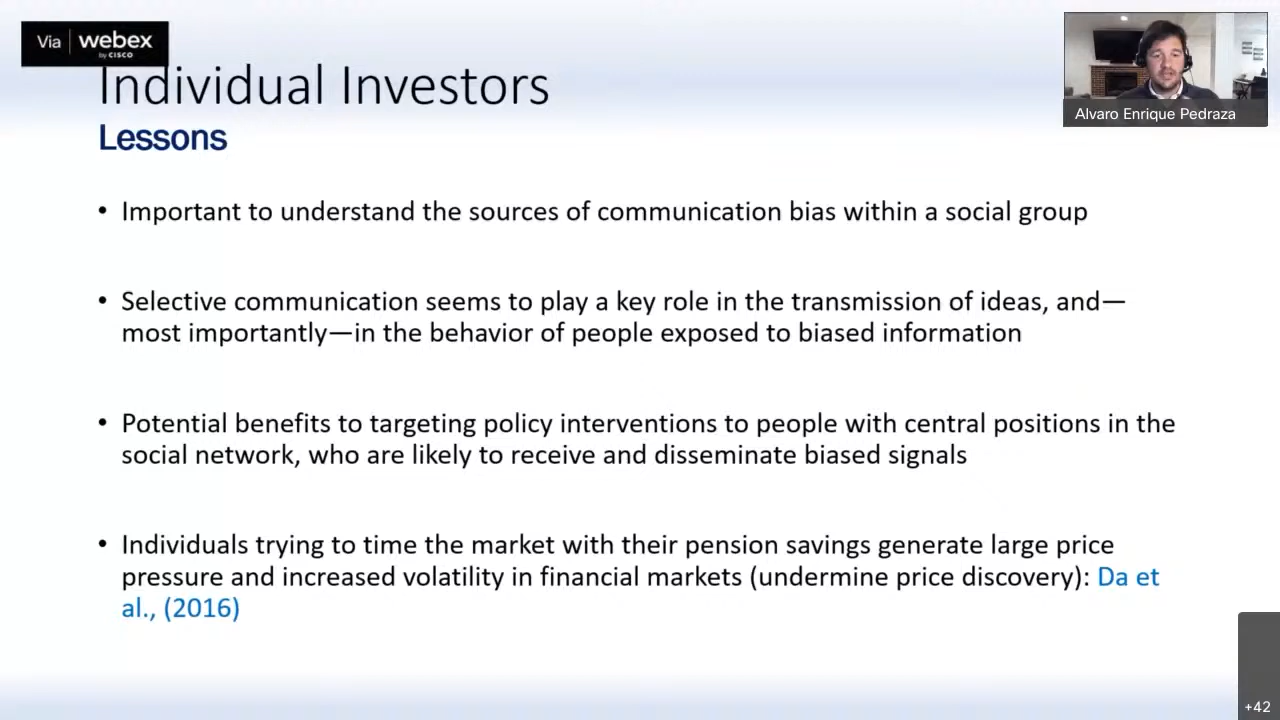 Via webex
by CISCO
Individual Investors
Lessons
Alvaro Enrique Pedraza
• Important to understand the sources of communication bias within a social group
• Selective communication seems to play a key role in the transmission of ideas, and—
most importantly—in the behavior of people exposed to biased information
• Potential benefits to targeting policy interventions to people with central positions in the
social network, who are likely to receive and disseminate biased signals
• Individuals trying to time the market with their pension savings generate large price
pressure and increased volatility in financial markets (undermine price discovery): Da et
al., (2016)
+42